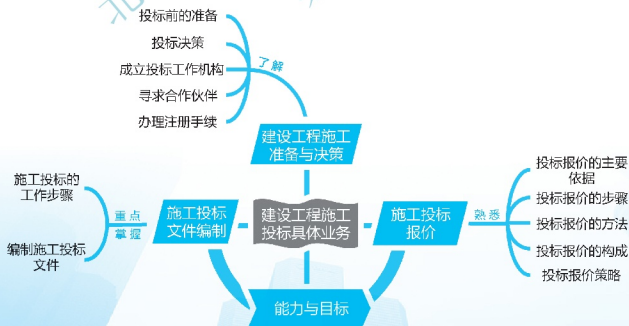 投标前的准备
投标决策
成立投标工作机构
寻求合作伙伴
办理注册手续
了解
建设工程施工
准备与决策
施工投标的
工作步骤
编制施工投标
文件
重点
掌握
施工投标
文件编制
建设工程施工
投标具体业务
施工投标
报价
熟悉
投标报价的主要
依据
投标报价的步骤
投标报价的方法
投标报价的构成
投标报价策略
能力与目标